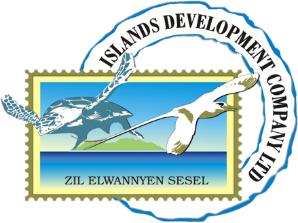 ISLANDS DEVELOPMENT COMPANY LTD
ZIL ELWANNYEN SESEL